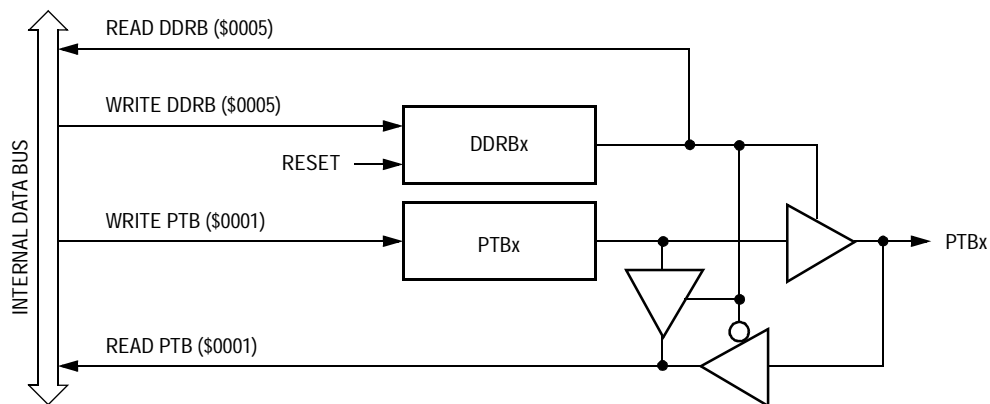 READ DDRB ($0005)
WRITE DDRB ($0005)
DDRBx
RESET
INTERNAL DATA BUS
WRITE PTB ($0001)
PTBx
PTBx
READ PTB ($0001)